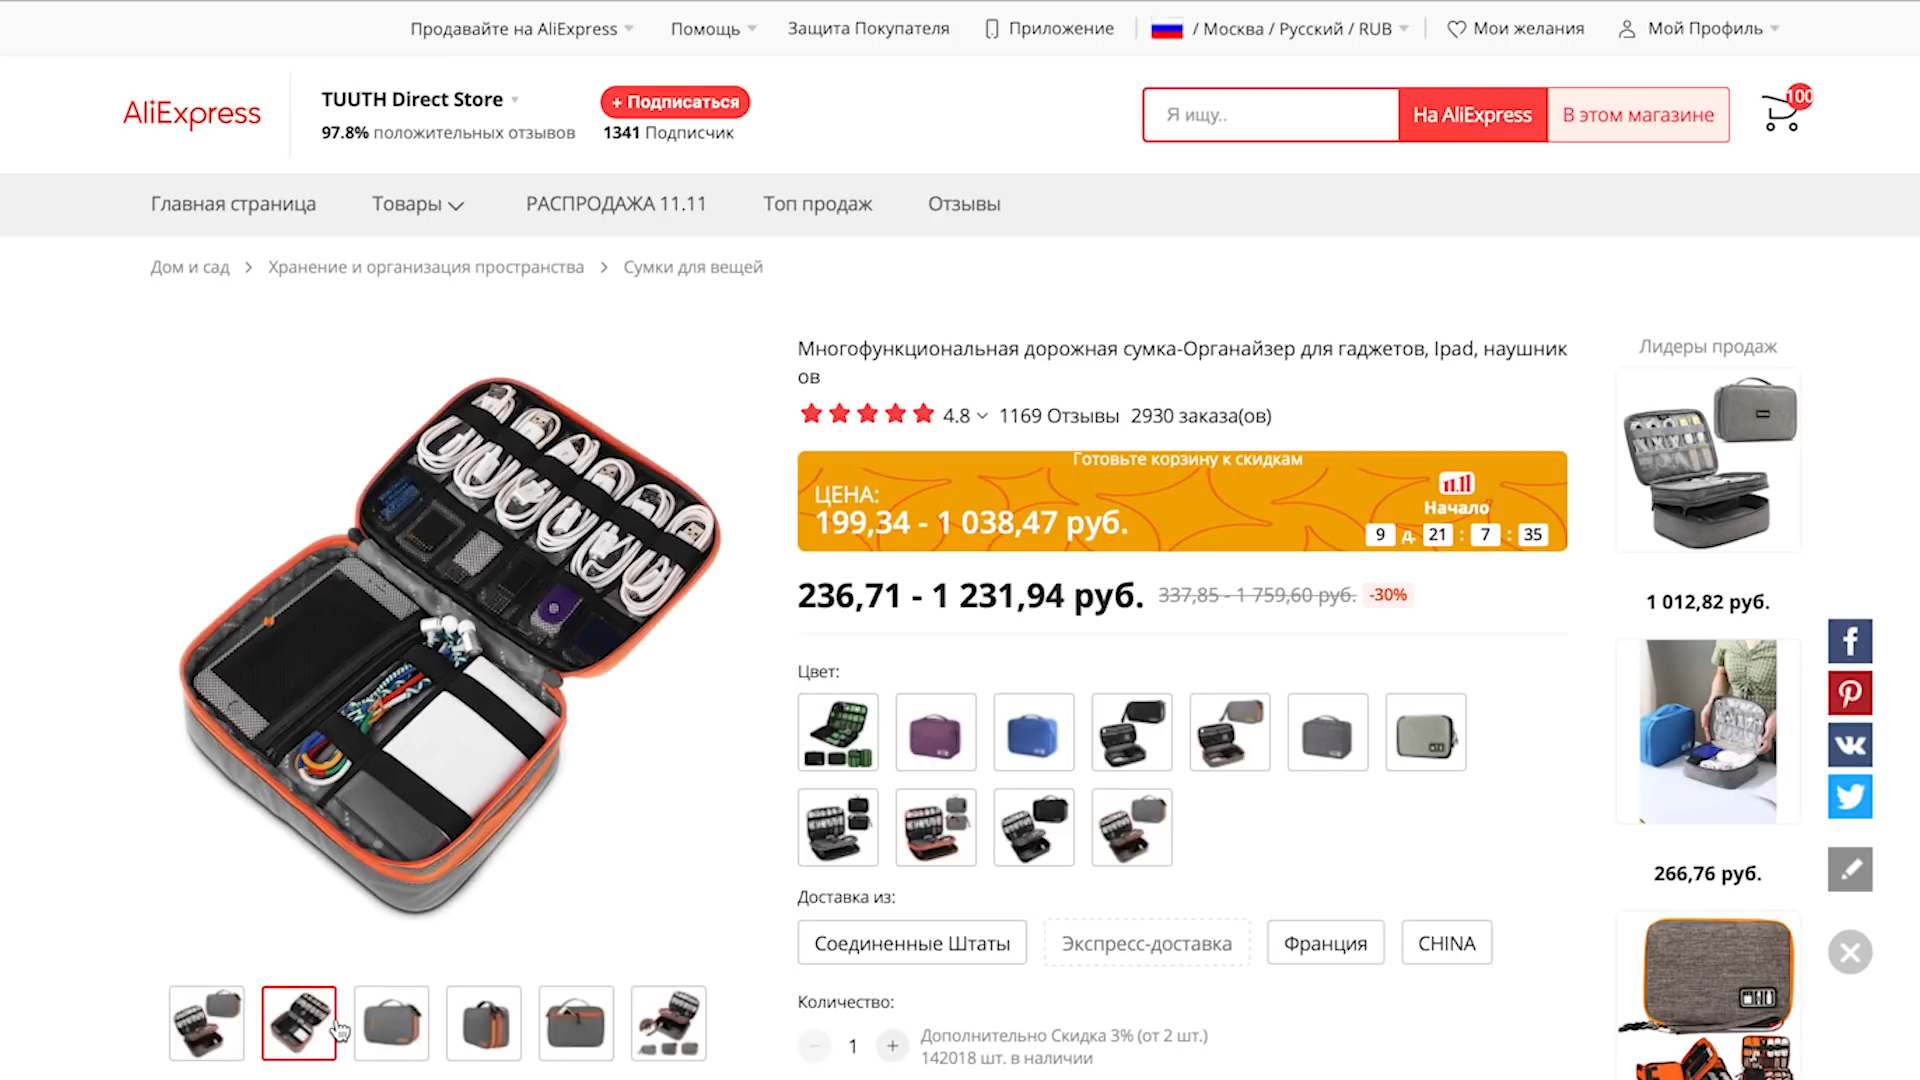 Продавайте на AliExpress
Помощь
Защита Покупателя
Приложение
/ Москва / Русский / RUB
Мои желания
Мой Профиль
AliExpress
TUUTH Direct Store
97.8% положительных отзывов
+ Подписаться
1341 Подписчик
Я ищу..
На AliExpress
В этом магазине
100
Главная страница
Товары
РАСПРОДАЖА 11.11
Топ продаж
Отзывы
Дом и сад > Хранение и организация пространства > Сумки для вещей
Многофункциональная дорожная сумка-Органайзер для гаджетов, Ipad, наушник
ов
4.8
1169 Отзывы
2930 заказа(ов)
Готовьте корзину к скидкам
ЦЕНА:
199,34 - 1 038,47 руб.
11.11
Начало
9 д. 21 : 7 : 35
236,71 - 1 231,94 руб.
337,85 - 1 759,60 руб.
-30%
Цвет:
Доставка из:
Соединенные Штаты
Экспресс-доставка
Франция
CHINA
Количество:
1
Дополнительно Скидка 3% (от 2 шт.)
142018 шт. в наличии
Лидеры продаж
1 012,82 руб.
266,76 руб.